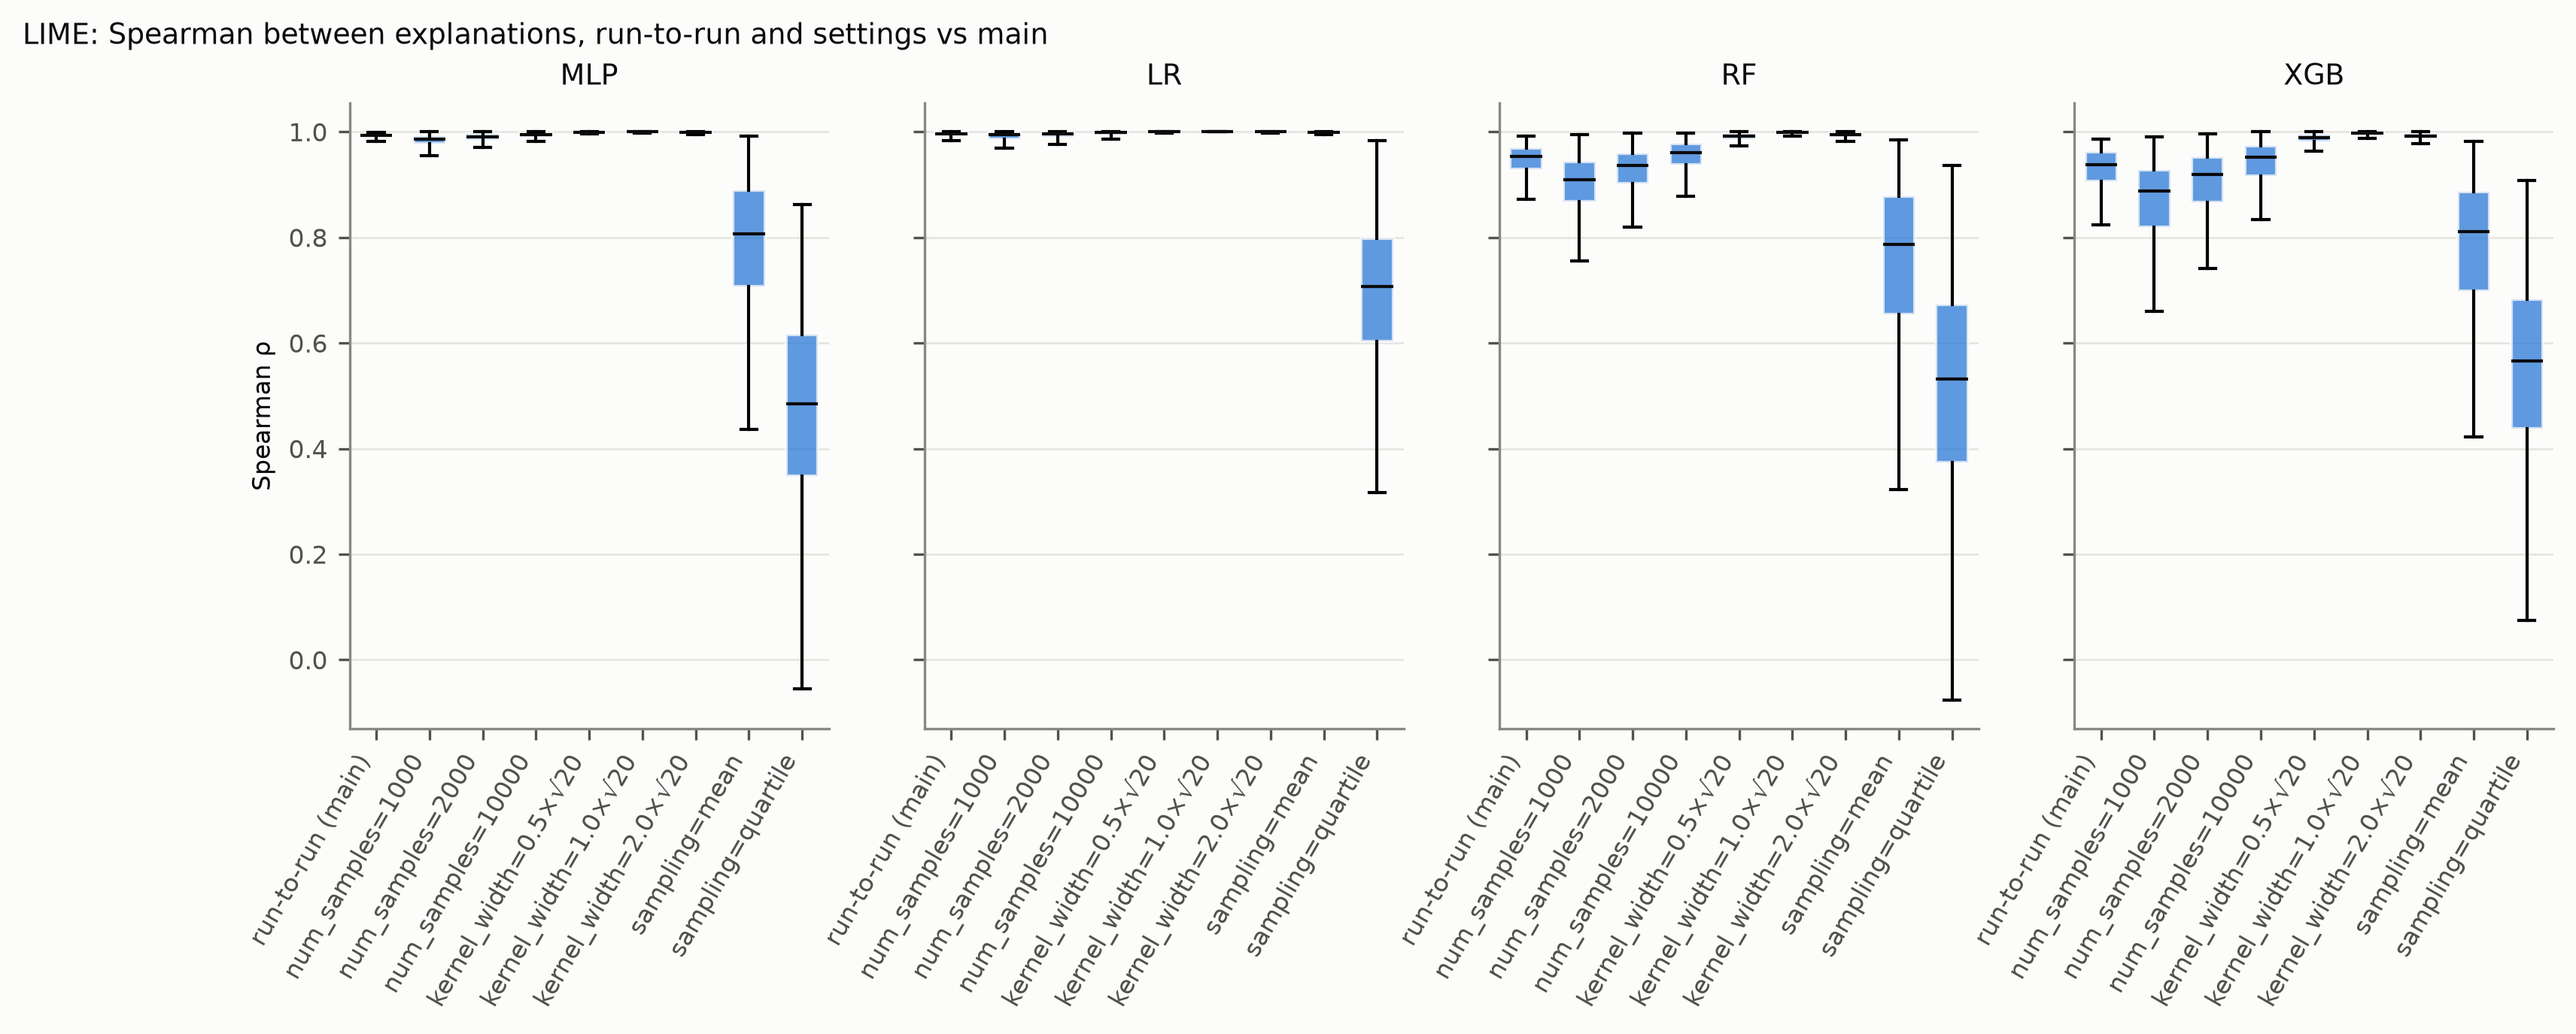 LIME: Spearman between explanations, run-to-run and settings vs main
MLP
LR
RF
XGB
Spearman ρ
1.0
0.8
0.6
0.4
0.2
0.0
run-to-run (main)
num_samples=1000
num_samples=2000
num_samples=10000
kernel_width=0.5×√20
kernel_width=1.0×√20
kernel_width=2.0×√20
sampling=mean
sampling=quartile
run-to-run (main)
num_samples=1000
num_samples=2000
num_samples=10000
kernel_width=0.5×√20
kernel_width=1.0×√20
kernel_width=2.0×√20
sampling=mean
sampling=quartile
run-to-run (main)
num_samples=1000
num_samples=2000
num_samples=10000
kernel_width=0.5×√20
kernel_width=1.0×√20
kernel_width=2.0×√20
sampling=mean
sampling=quartile
run-to-run (main)
num_samples=1000
num_samples=2000
num_samples=10000
kernel_width=0.5×√20
kernel_width=1.0×√20
kernel_width=2.0×√20
sampling=mean
sampling=quartile